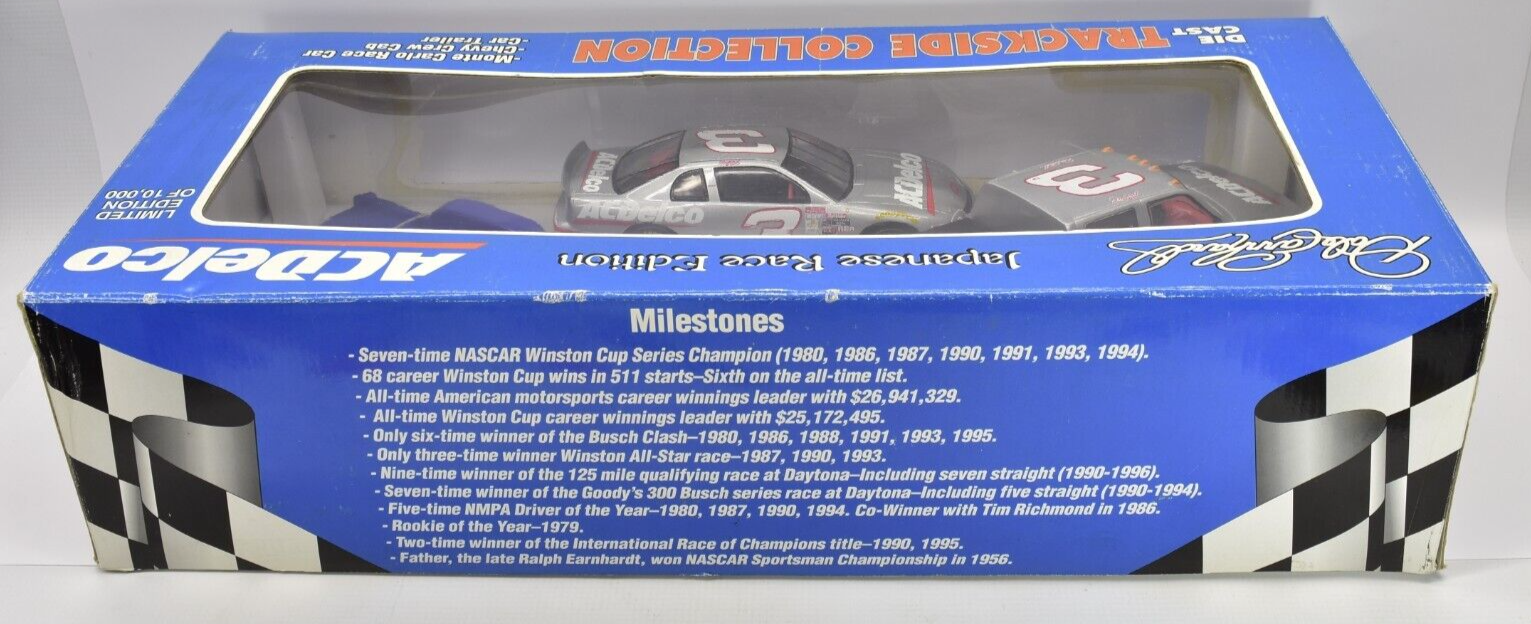 DIE
CAST
TRACKSIDE COLLECTION
-Monte Carlo Race Car
-Chevy Crew Cab
-Car Trailer
LIMITED
EDITION
OF 10,000
3
ACDelco
ACDelco
ACDelco
3
3
ACDelco
Dale Earnhardt
Japanese Race Edition
ACDelco
Milestones
- Seven-time NASCAR Winston Cup Series Champion (1980, 1986, 1987, 1990, 1991, 1993, 1994).
- 68 career Winston Cup wins in 511 starts–Sixth on the all-time list.
- All-time American motorsports career winnings leader with $26,941,329.
- All-time Winston Cup career winnings leader with $25,172,495.
- Only six-time winner of the Busch Clash–1980, 1986, 1988, 1991, 1993, 1995.
- Only three-time winner Winston All-Star race–1987, 1990, 1993.
- Nine-time winner of the 125 mile qualifying race at Daytona–Including seven straight (1990-1996).
- Seven-time winner of the Goody's 300 Busch series race at Daytona–Including five straight (1990-1994).
- Five-time NMPA Driver of the Year–1980, 1987, 1990, 1994. Co-Winner with Tim Richmond in 1986.
- Rookie of the Year–1979.
- Two-time winner of the International Race of Champions title–1990, 1995.
- Father, the late Ralph Earnhardt, won NASCAR Sportsman Championship in 1956.